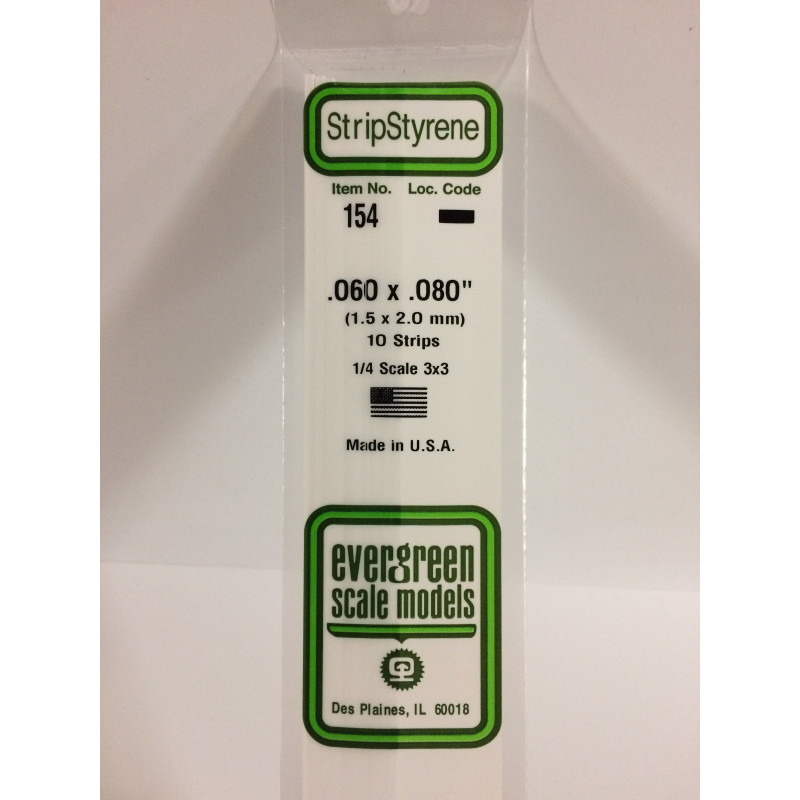 StripStyrene
Item No. Loc. Code
154
.060 x .080"
(1.5 x 2.0 mm)
10 Strips
1/4 Scale 3x3
Made in U.S.A.
evergreen
scale models
Des Plaines, IL 60018